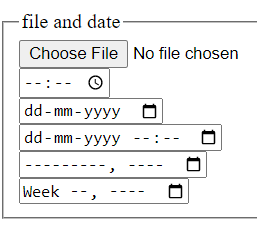 file and date
Choose File No file chosen
--:--
dd-mm-yyyy
dd-mm-yyyy --:--
---------, ----
Week --, ----